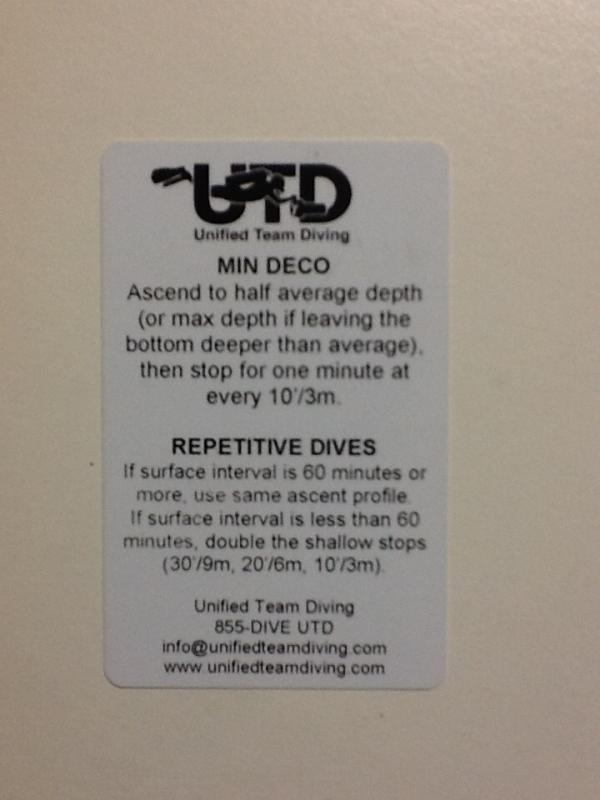 UTD
Unified Team Diving
MIN DECO
Ascend to half average depth
(or max depth if leaving the
bottom deeper than average),
then stop for one minute at
every 10'/3m.
REPETITIVE DIVES
If surface interval is 60 minutes or
more, use same ascent profile.
If surface interval is less than 60
minutes, double the shallow stops
(30'/9m, 20'/6m, 10'/3m).
Unified Team Diving
855-DIVE UTD
info@unifiedteamdiving.com
www.unifiedteamdiving.com